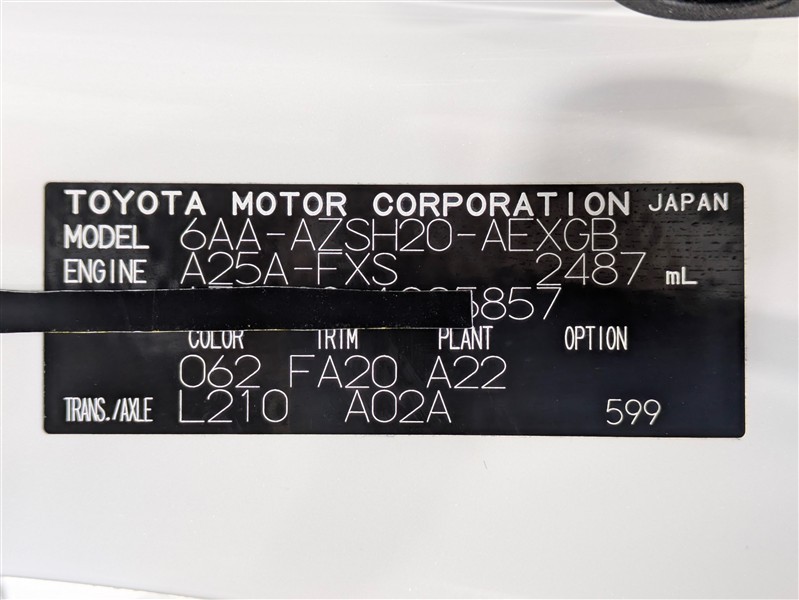 TOYOTA MOTOR CORPORATION JAPAN
MODEL 6AA-AZSH20-AEXGB
ENGINE A25A-FXS 2487 mL
5857
COLOR TRIM PLANT OPTION
062 FA20 A22
TRANS./AXLE L210 A02A 599